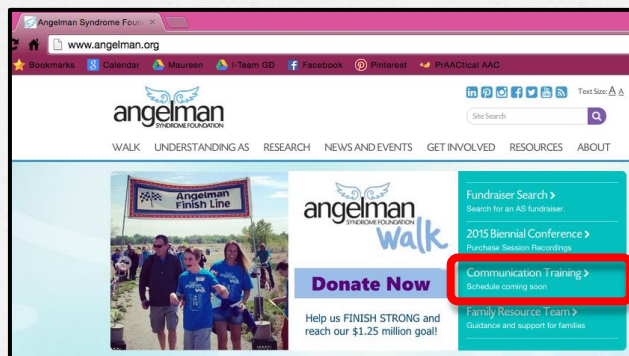 Angelman Syndrome Foun
www.angelman.org
Bookmarks Calendar Maureen I-Team GD Facebook Pinterest PrAACtical AAC
Text Size: A A
angelman
SYNDROME FOUNDATION
Site Search
WALK UNDERSTANDING AS RESEARCH NEWS AND EVENTS GET INVOLVED RESOURCES ABOUT
Angelman
Finish Line
angelman
SYNDROME FOUNDATION
walk
Donate Now
Help us FINISH STRONG and
reach our $1.25 million goal!
Fundraiser Search >
Search for an AS fundraiser.
2015 Biennial Conference >
Purchase Session Recordings
Communication Training >
Schedule coming soon
Family Resource Team >
Guidance and support for families